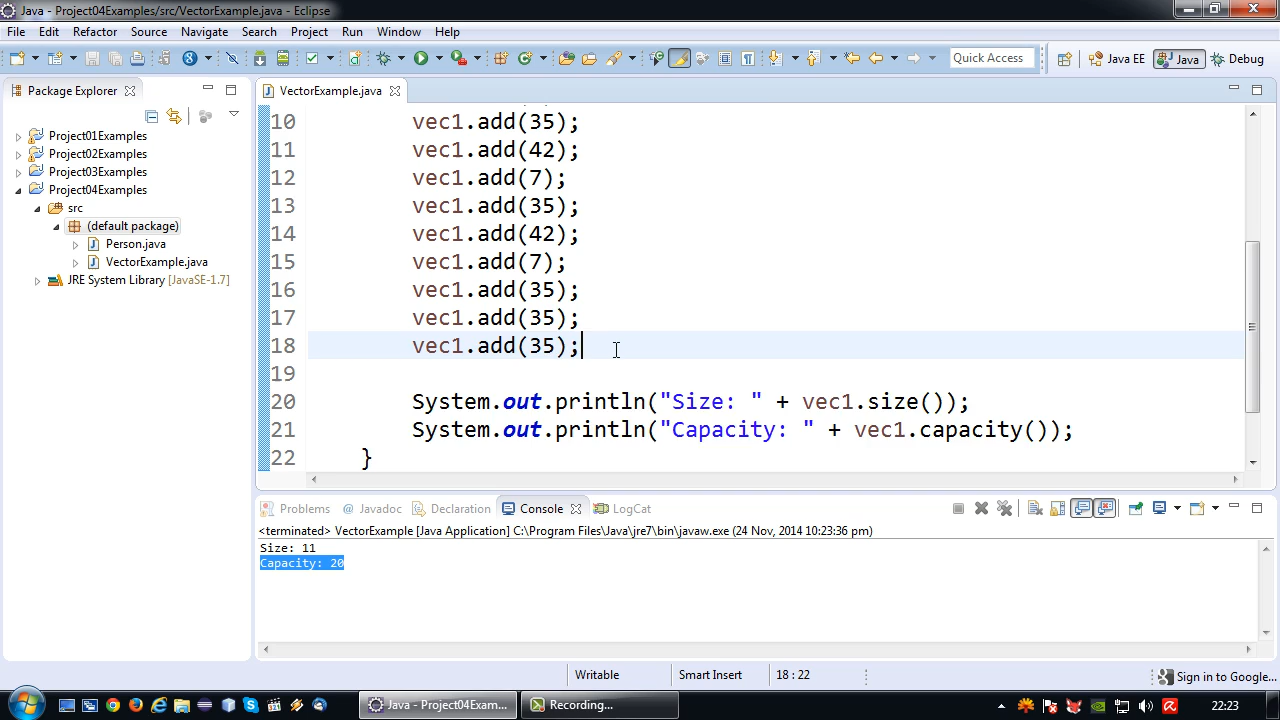 Java - Project04Examples/src/VectorExample.java - Eclipse
File Edit Refactor Source Navigate Search Project Run Window Help
Quick Access
Java EE
Java
Debug
Package Explorer
Project01Examples
Project02Examples
Project03Examples
Project04Examples
src
(default package)
Person.java
VectorExample.java
JRE System Library [JavaSE-1.7]
VectorExample.java
10 vec1.add(35);
11 vec1.add(42);
12 vec1.add(7);
13 vec1.add(35);
14 vec1.add(42);
15 vec1.add(7);
16 vec1.add(35);
17 vec1.add(35);
18 vec1.add(35);
19
20 System.out.println("Size: " + vec1.size());
21 System.out.println("Capacity: " + vec1.capacity());
22 }
Problems @ Javadoc Declaration Console LogCat
<terminated> VectorExample [Java Application] C:\Program Files\Java\jre7\bin\javaw.exe (24 Nov, 2014 10:23:36 pm)
Size: 11
Capacity: 20
Writable Smart Insert 18 : 22 Sign in to Google...
Java - Project04Exam... Recording... 22:23